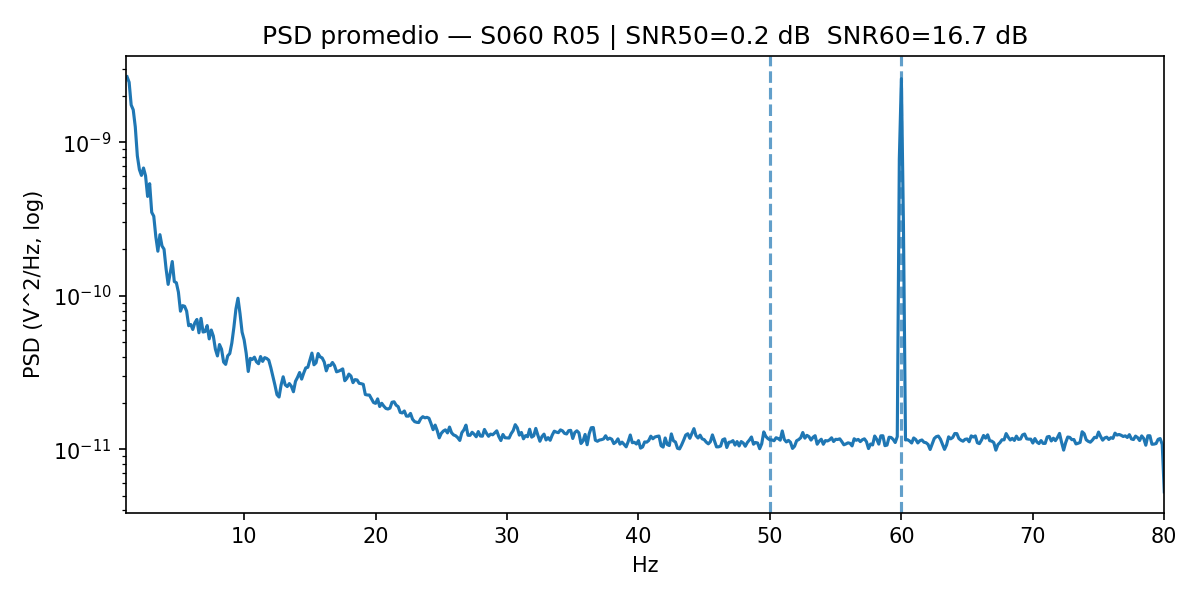 PSD promedio — S060 R05 | SNR50=0.2 dB  SNR60=16.7 dB
PSD (V^2/Hz, log)
10⁻⁹
10⁻¹⁰
10⁻¹¹
10 20 30 40 50 60 70 80
Hz